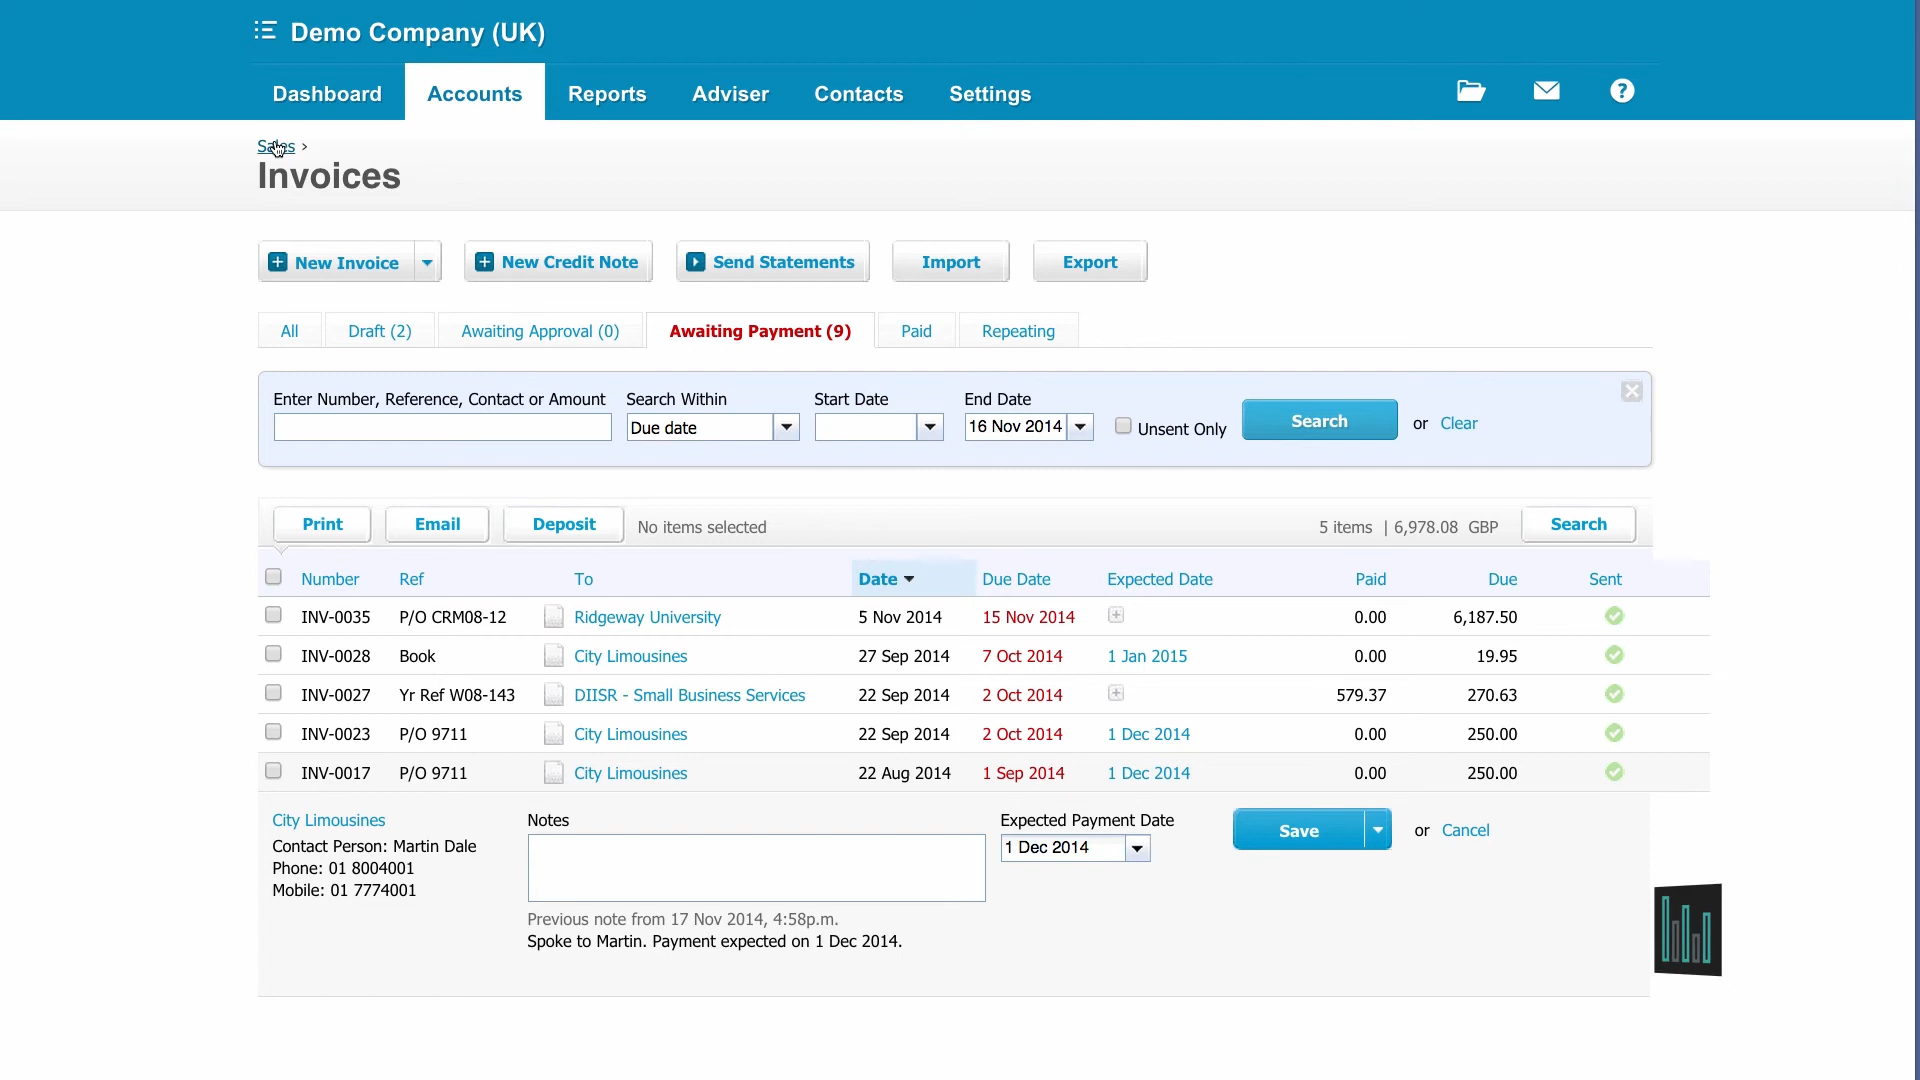 Demo Company (UK)
Dashboard Accounts Reports Adviser Contacts Settings ?
Sales ›
Invoices
New Invoice New Credit Note Send Statements Import Export
All Draft (2) Awaiting Approval (0) Awaiting Payment (9) Paid Repeating
Enter Number, Reference, Contact or Amount Search Within Start Date End Date
Due date 16 Nov 2014 Unsent Only Search or Clear
Print Email Deposit No items selected 5 items | 6,978.08 GBP Search
Number Ref To Date Due Date Expected Date Paid Due Sent
INV-0035 P/O CRM08-12 Ridgeway University 5 Nov 2014 15 Nov 2014 0.00 6,187.50
INV-0028 Book City Limousines 27 Sep 2014 7 Oct 2014 1 Jan 2015 0.00 19.95
INV-0027 Yr Ref W08-143 DIISR - Small Business Services 22 Sep 2014 2 Oct 2014 579.37 270.63
INV-0023 P/O 9711 City Limousines 22 Sep 2014 2 Oct 2014 1 Dec 2014 0.00 250.00
INV-0017 P/O 9711 City Limousines 22 Aug 2014 1 Sep 2014 1 Dec 2014 0.00 250.00
City Limousines Notes Expected Payment Date Save or Cancel
Contact Person: Martin Dale 1 Dec 2014
Phone: 01 8004001
Mobile: 01 7774001
Previous note from 17 Nov 2014, 4:58p.m.
Spoke to Martin. Payment expected on 1 Dec 2014.